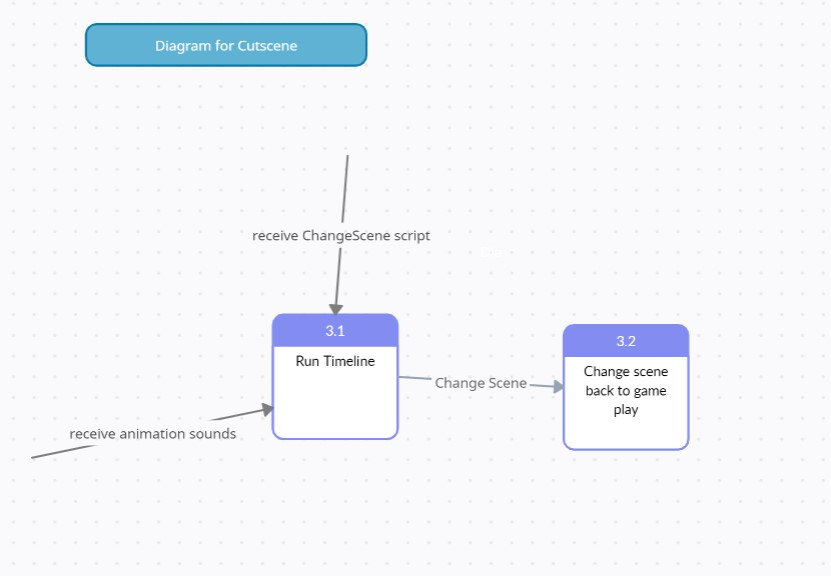 Diagram for Cutscene
receive ChangeScene script
3.1
Run Timeline
3.2
Change scene
back to game
play
Change Scene
receive animation sounds